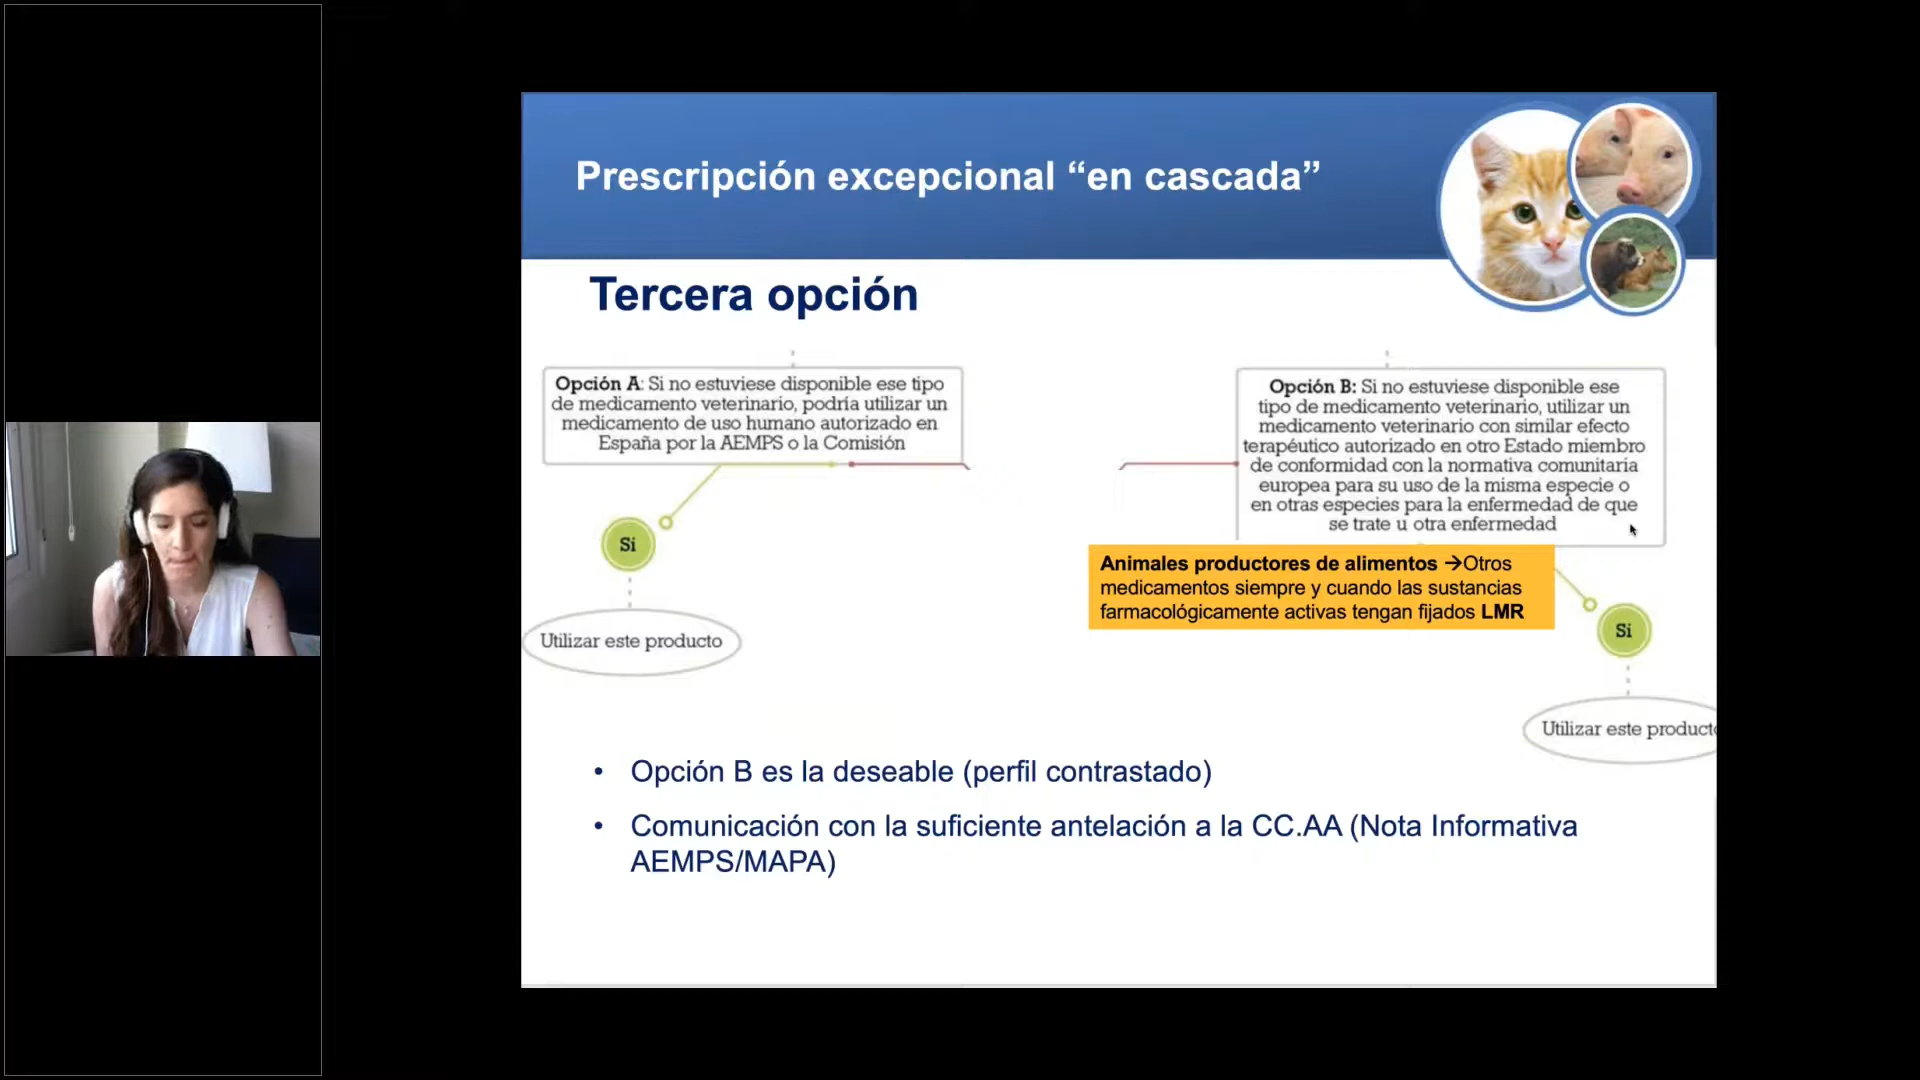 Prescripción excepcional “en cascada”
Tercera opción
Opción A: Si no estuviese disponible ese tipo
de medicamento veterinario, podría utilizar un
medicamento de uso humano autorizado en
España por la AEMPS o la Comisión
Si
Utilizar este producto
Opción B: Si no estuviese disponible ese
tipo de medicamento veterinario, utilizar un
medicamento veterinario con similar efecto
terapéutico autorizado en otro Estado miembro
de conformidad con la normativa comunitaria
europea para su uso de la misma especie o
en otras especies para la enfermedad de que
se trate u otra enfermedad
Animales productores de alimentos →Otros
medicamentos siempre y cuando las sustancias
farmacológicamente activas tengan fijados LMR
Si
Utilizar este producto
• Opción B es la deseable (perfil contrastado)
• Comunicación con la suficiente antelación a la CC.AA (Nota Informativa
AEMPS/MAPA)